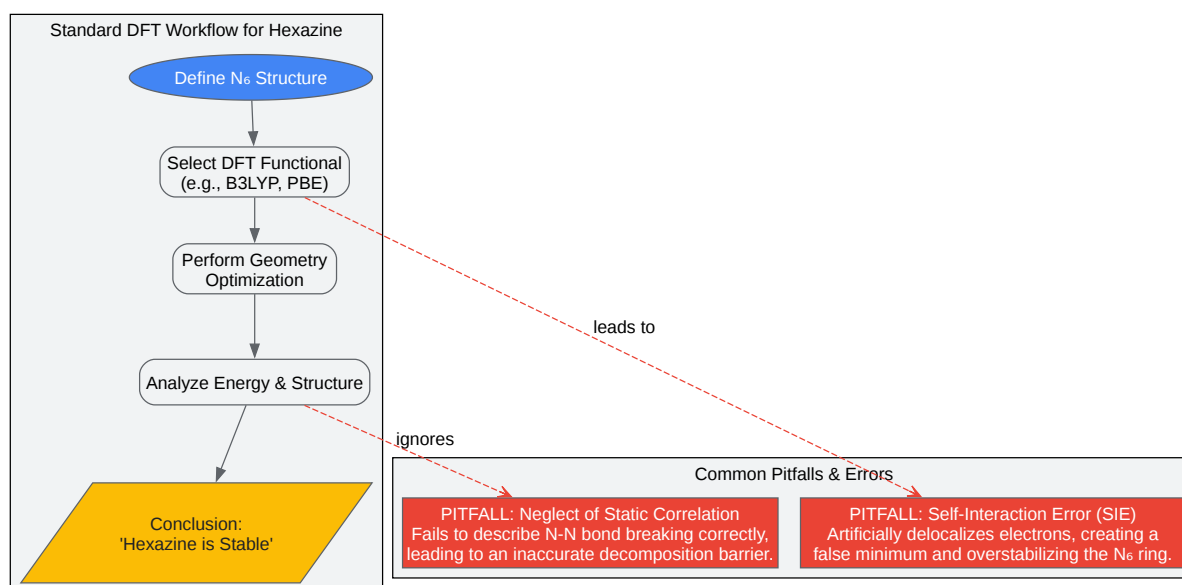 Standard DFT Workflow for Hexazine
Define N₆ Structure
Select DFT Functional
(e.g., B3LYP, PBE)
Perform Geometry
Optimization
leads to
Analyze Energy & Structure
ignores
Common Pitfalls & Errors
Conclusion:
'Hexazine is Stable'
PITFALL: Neglect of Static Correlation
Fails to describe N-N bond breaking correctly,
leading to an inaccurate decomposition barrier.
PITFALL: Self-Interaction Error (SIE)
Artificially delocalizes electrons, creating a
false minimum and overstabilizing the N₆ ring.